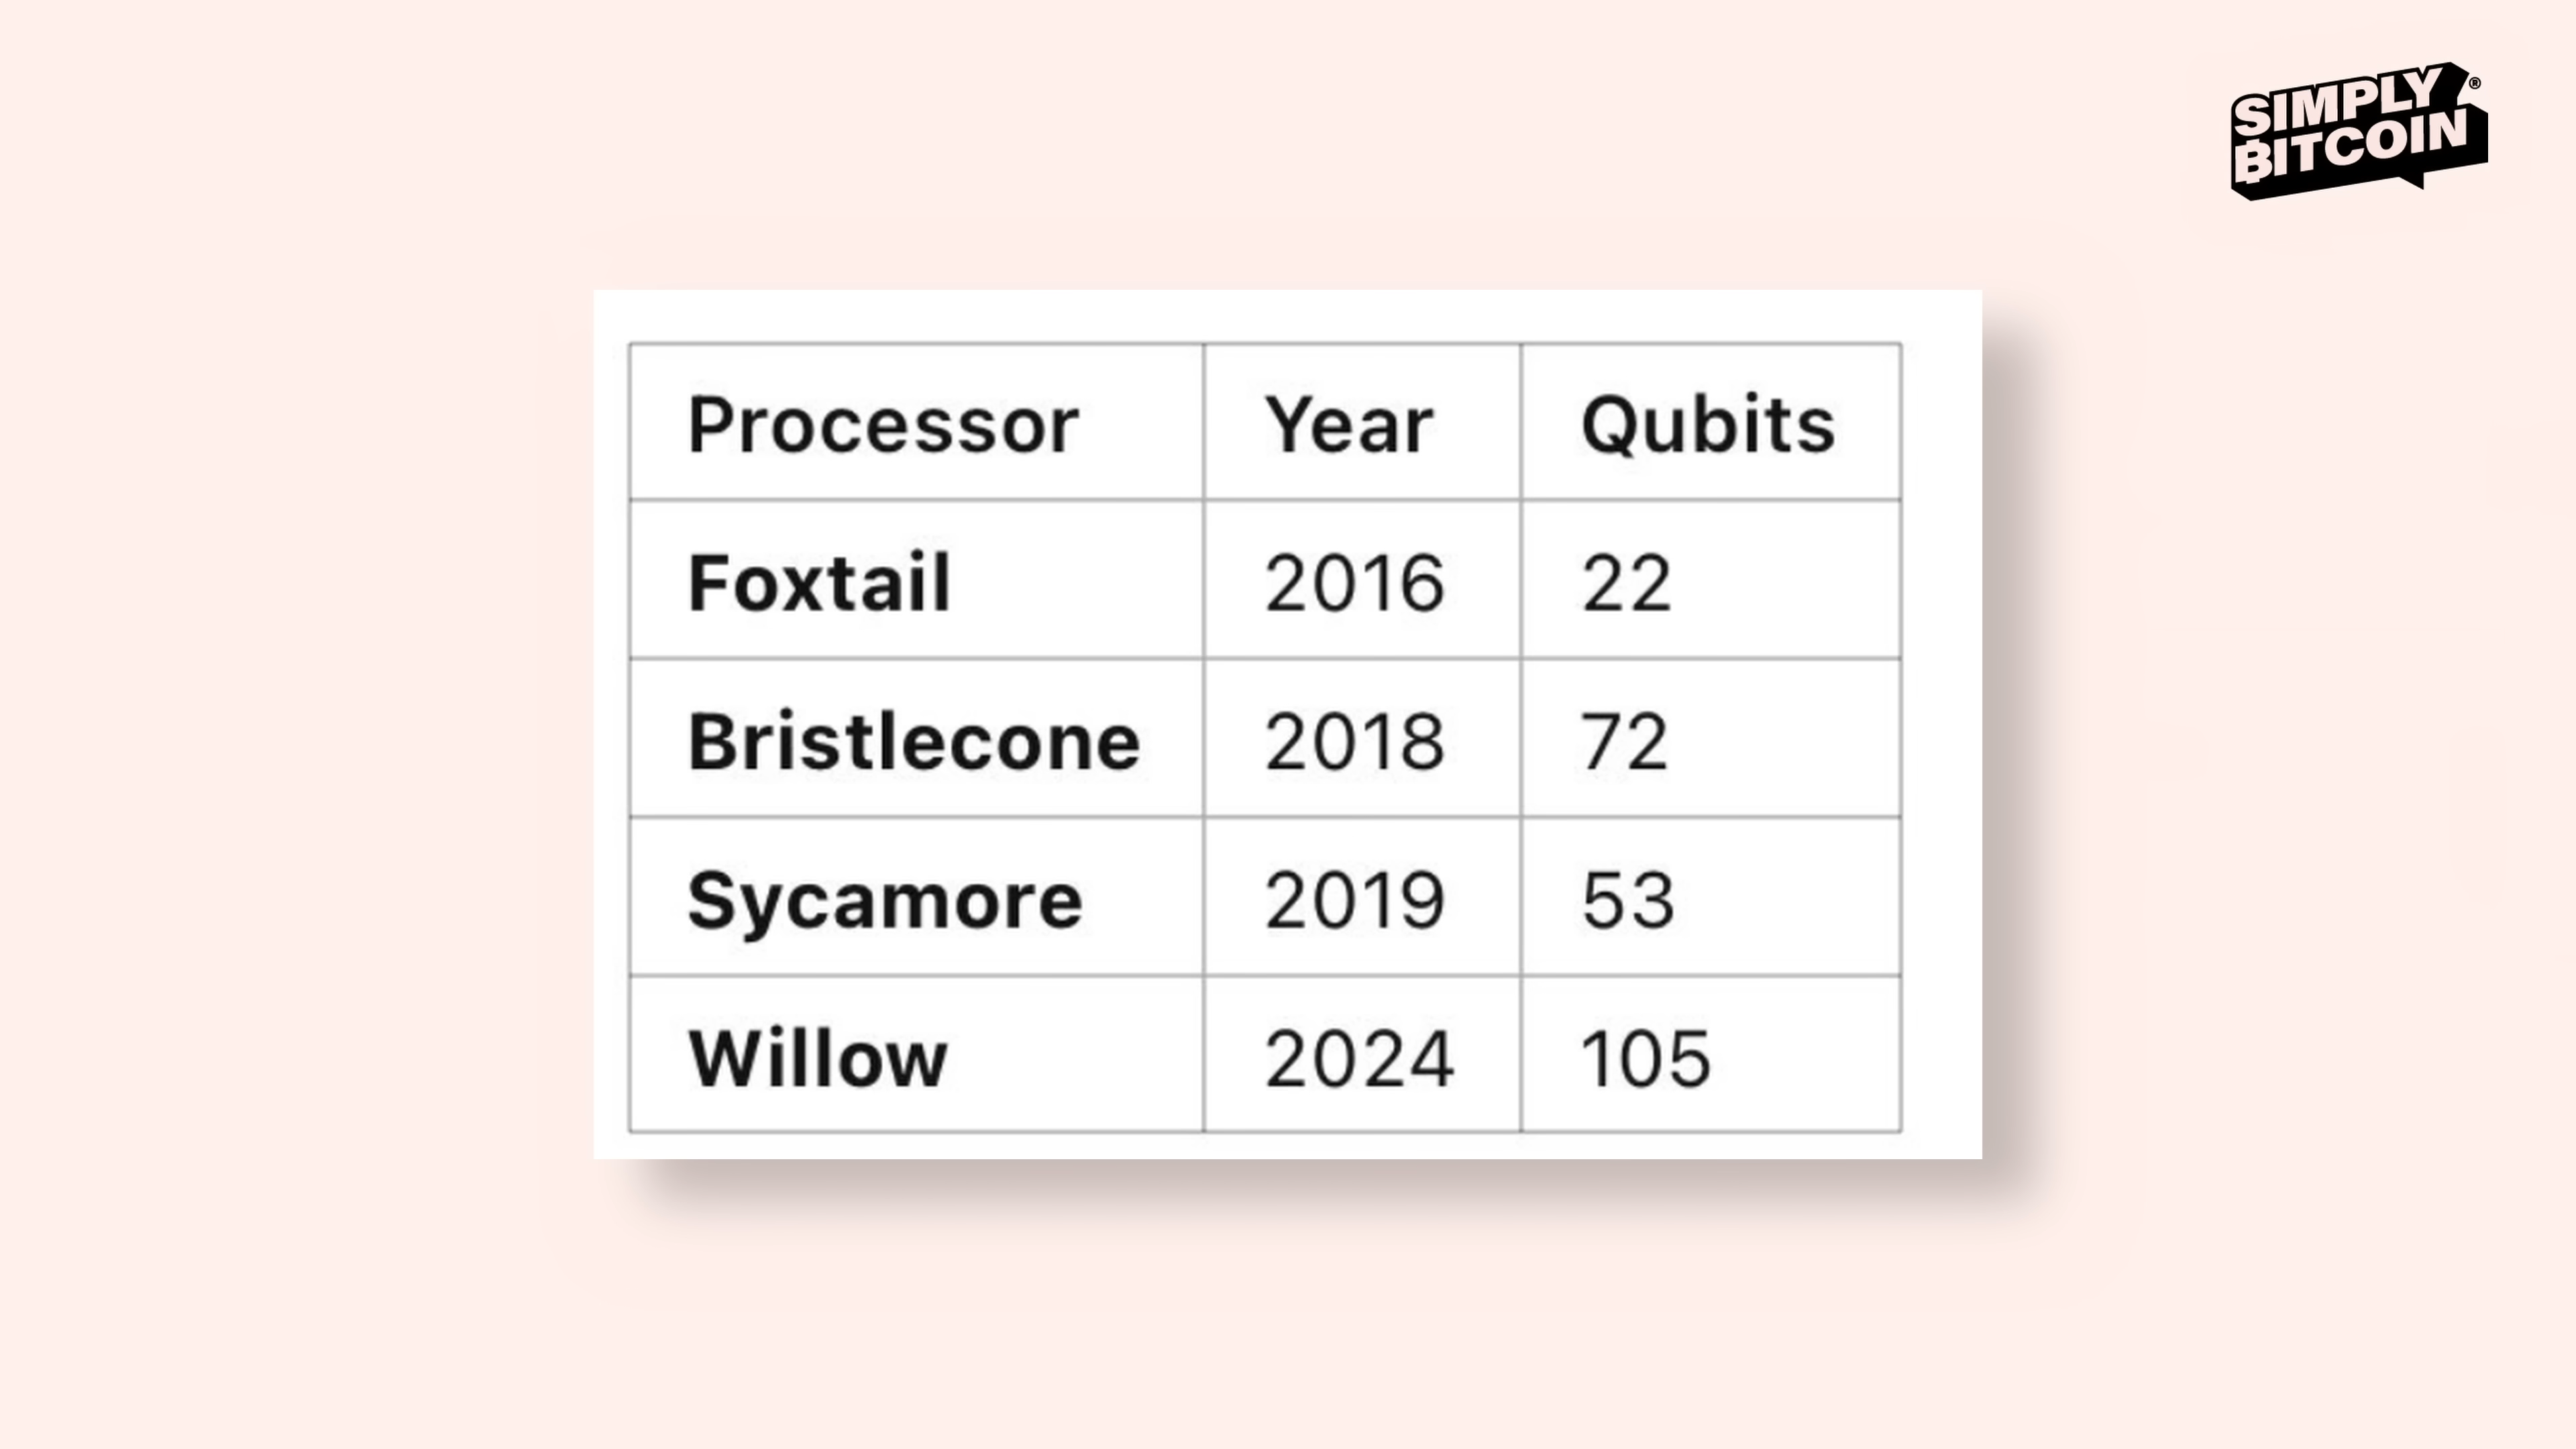 SIMPLY ®
BITCOIN
Processor Year Qubits
Foxtail 2016 22
Bristlecone 2018 72
Sycamore 2019 53
Willow 2024 105